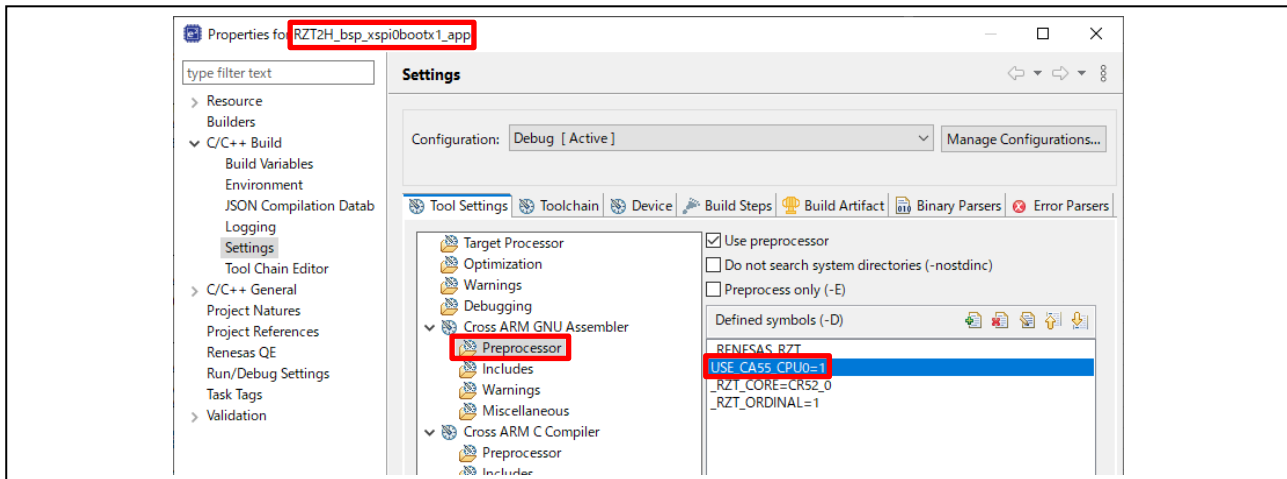 Properties for RZT2H_bsp_xspi0bootx1_app
type filter text
Resource
Builders
C/C++ Build
Build Variables
Environment
JSON Compilation Datab
Logging
Settings
Tool Chain Editor
C/C++ General
Project Natures
Project References
Renesas QE
Run/Debug Settings
Task Tags
Validation
Settings
Configuration: Debug [ Active ]
Manage Configurations...
Tool Settings Toolchain Device Build Steps Build Artifact Binary Parsers Error Parsers
Target Processor
Optimization
Warnings
Debugging
Cross ARM GNU Assembler
Preprocessor
Includes
Warnings
Miscellaneous
Cross ARM C Compiler
Preprocessor
Includes
Use preprocessor
Do not search system directories (-nostdinc)
Preprocess only (-E)
Defined symbols (-D)
_RENESAS_RZT_
USE_CA55_CPU0=1
_RZT_CORE=CR52_0
_RZT_ORDINAL=1